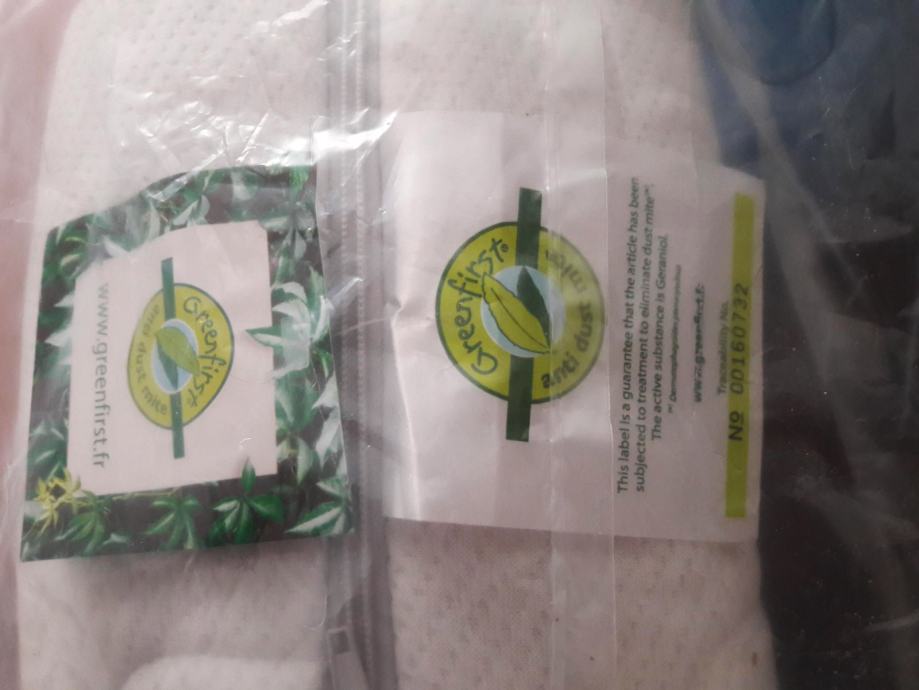 www.greenfirst.fr
Greenfirst
anti dust mite
Greenfirst®
anti dust mite
This label is a guarantee that the article has been
subjected to treatment to eliminate dust mite(*).
The active substance is Geraniol.
(*) Dermatophagoides pteronyssinus
www.greenfirst.fr
Traceability No.
Nº 00160732